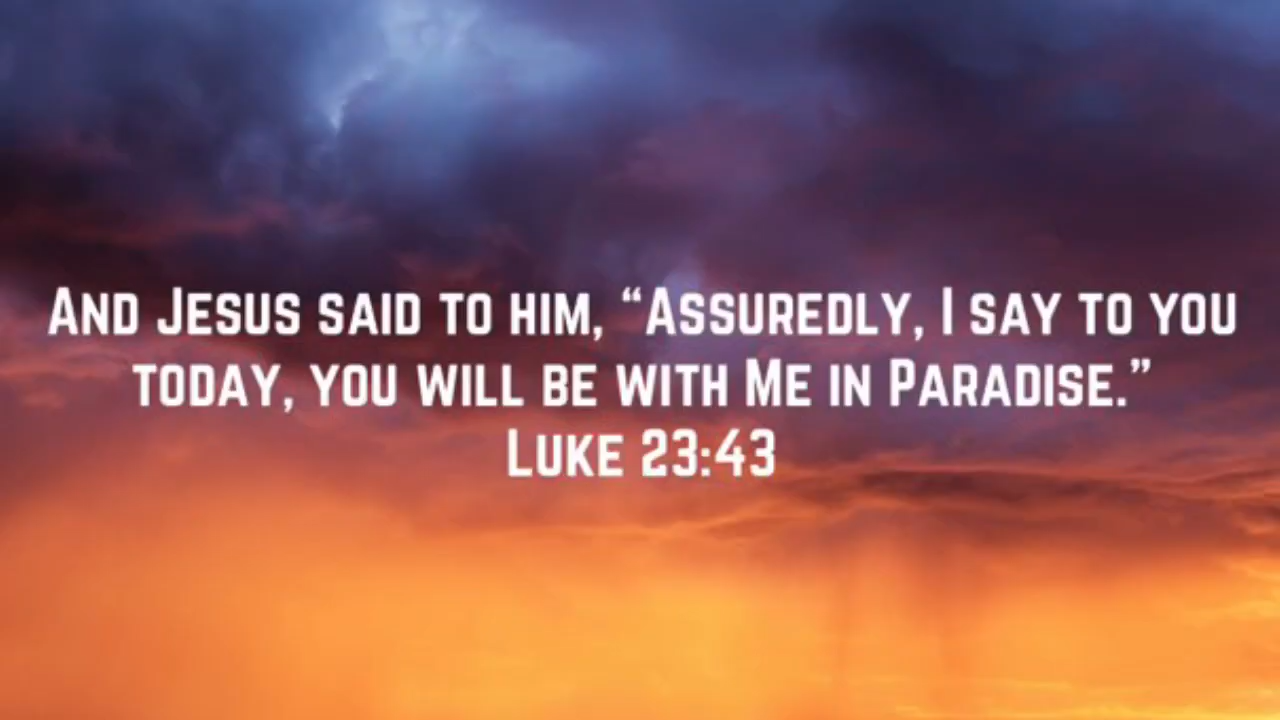 And Jesus said to him, “Assuredly, I say to you
today, you will be with Me in Paradise.”
Luke 23:43